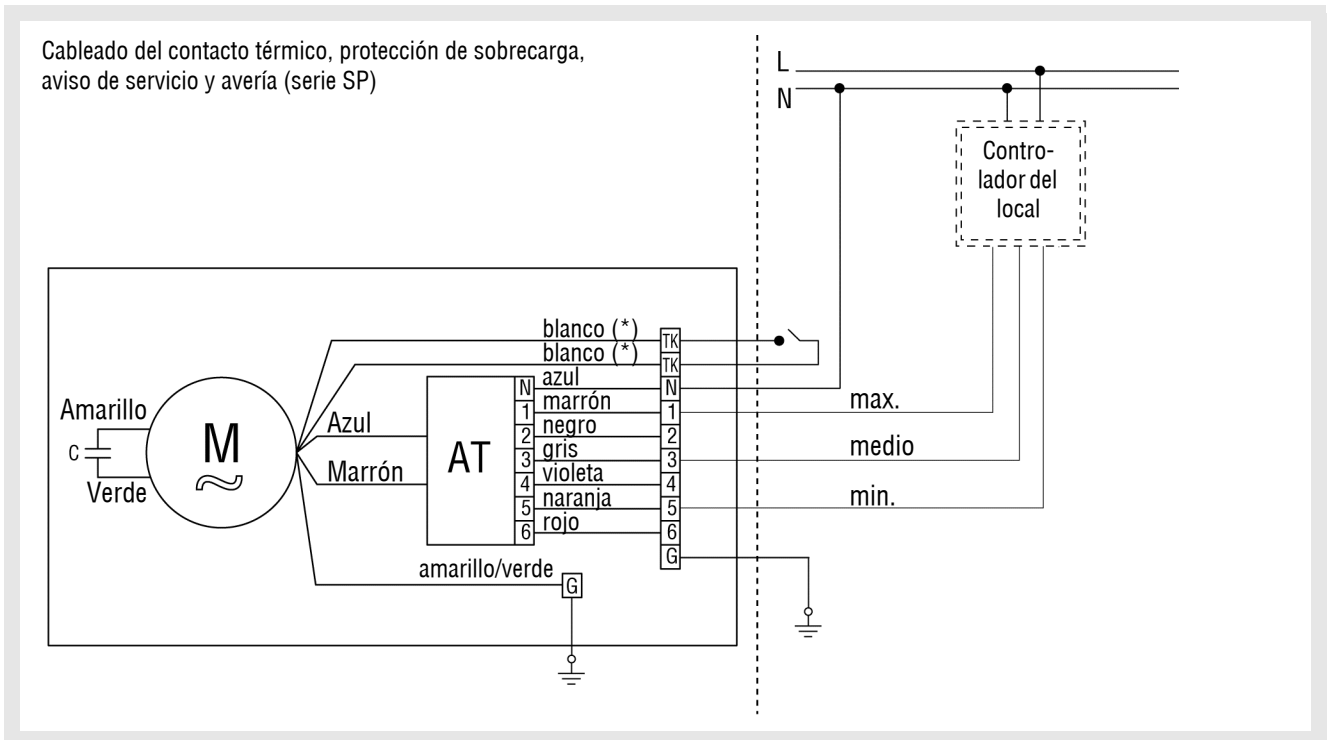 Cableado del contacto térmico, protección de sobrecarga,
aviso de servicio y avería (serie SP)
L
N
Contro-
lador del
local
blanco (*)
TK
blanco (*)
TK
N
azul
N
1
marrón
1
max.
Amarillo
Azul
2
negro
2
M
C
AT
3
gris
3
medio
Marrón
4
violeta
4
Verde
5
naranja
5
min.
6
rojo
6
G
amarillo/verde
G